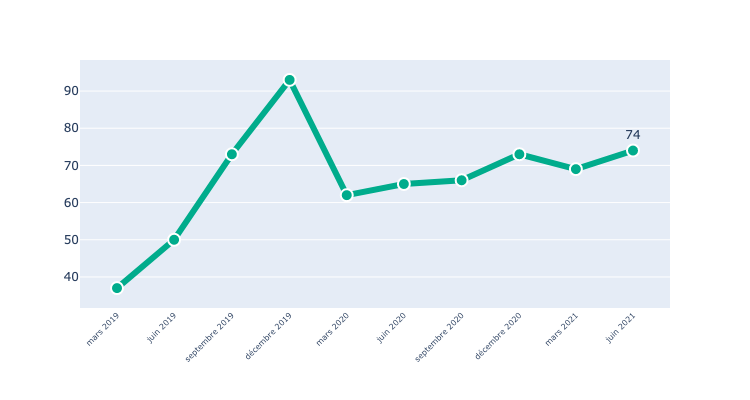 90
80
70
60
50
40
74
mars 2019
juin 2019
septembre 2019
décembre 2019
mars 2020
juin 2020
septembre 2020
décembre 2020
mars 2021
juin 2021